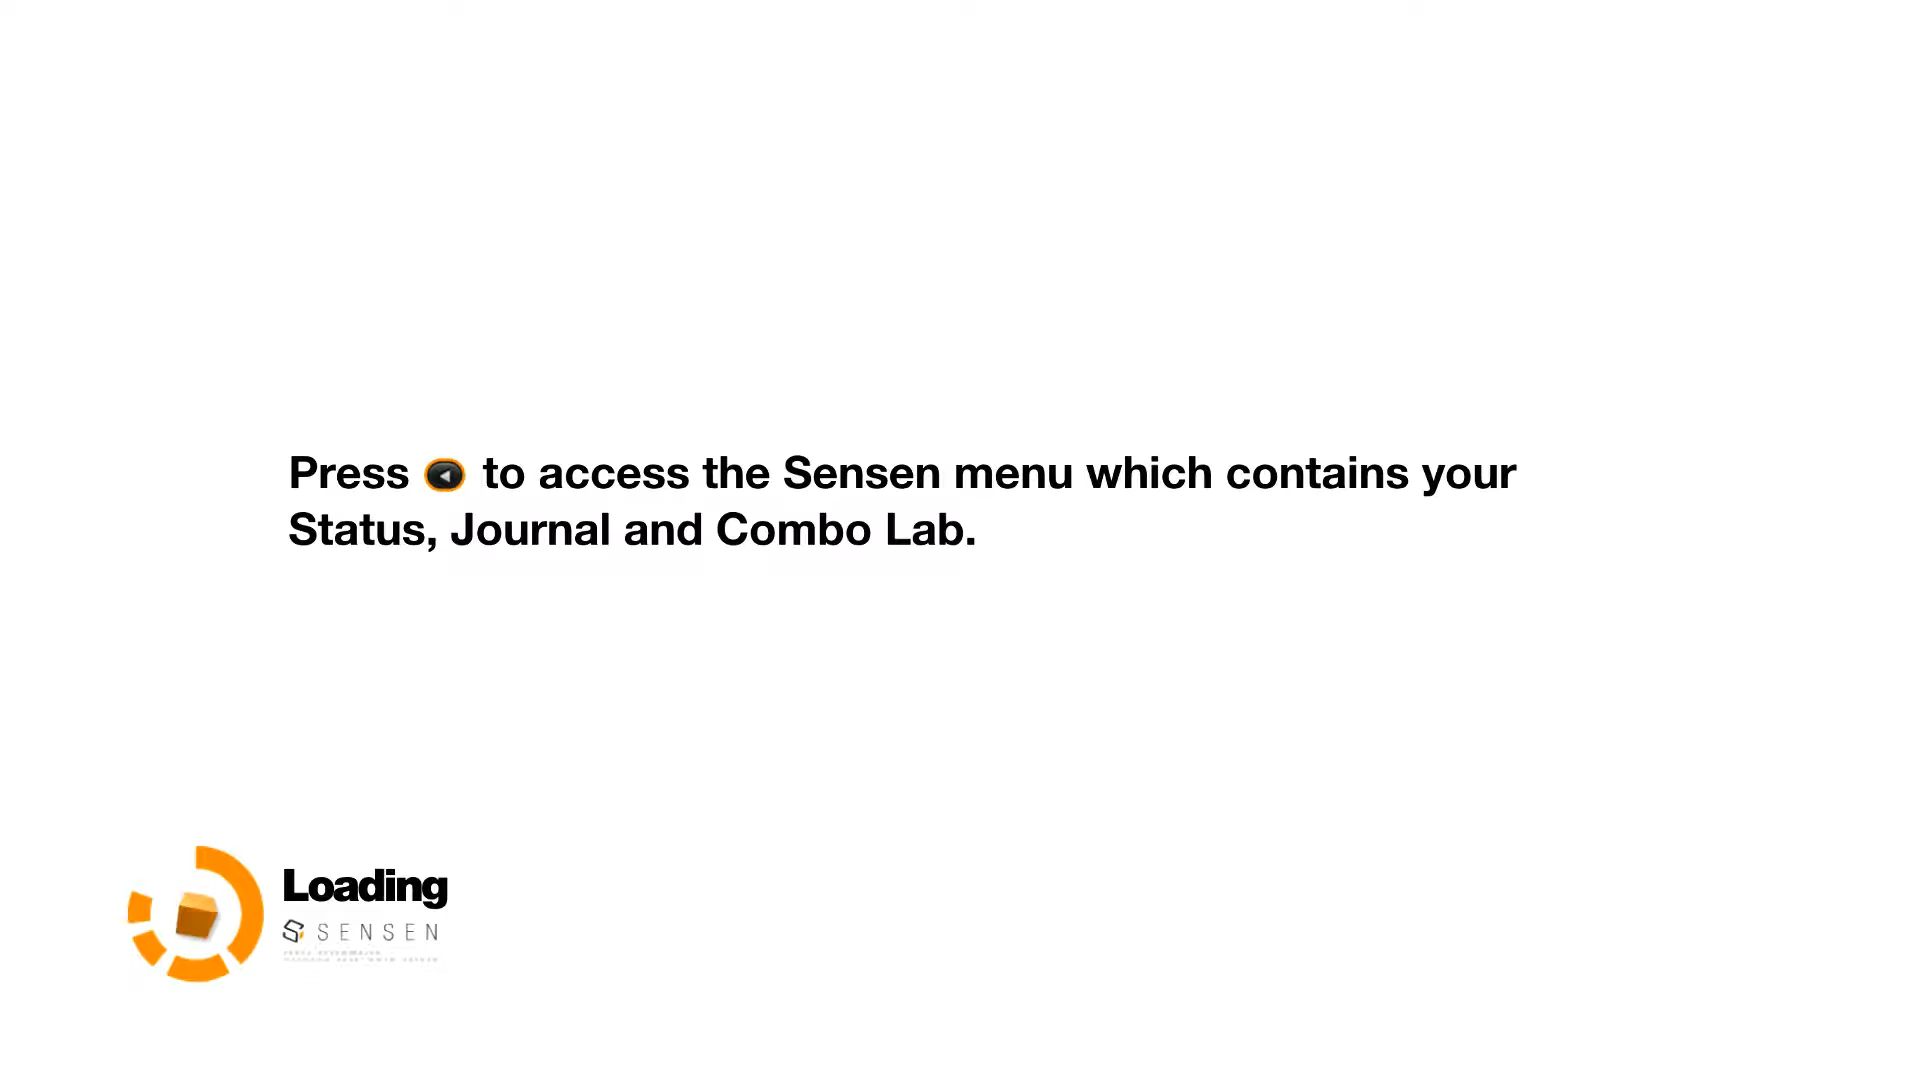 Press ◀ to access the Sensen menu which contains your
Status, Journal and Combo Lab.
Loading
SENSEN